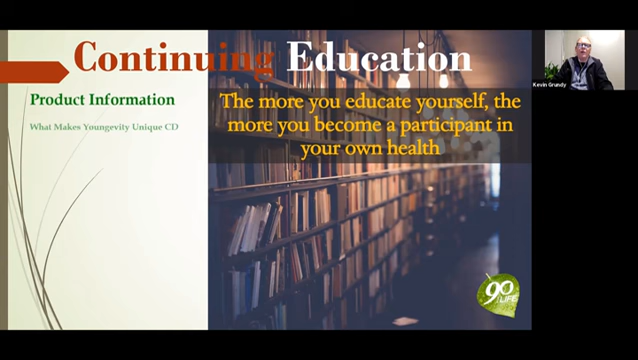 Continuing Education
Product Information
What Makes Youngevity Unique CD
The more you educate yourself, the
more you become a participant in
your own health
90
LIFE
Kevin Grundy